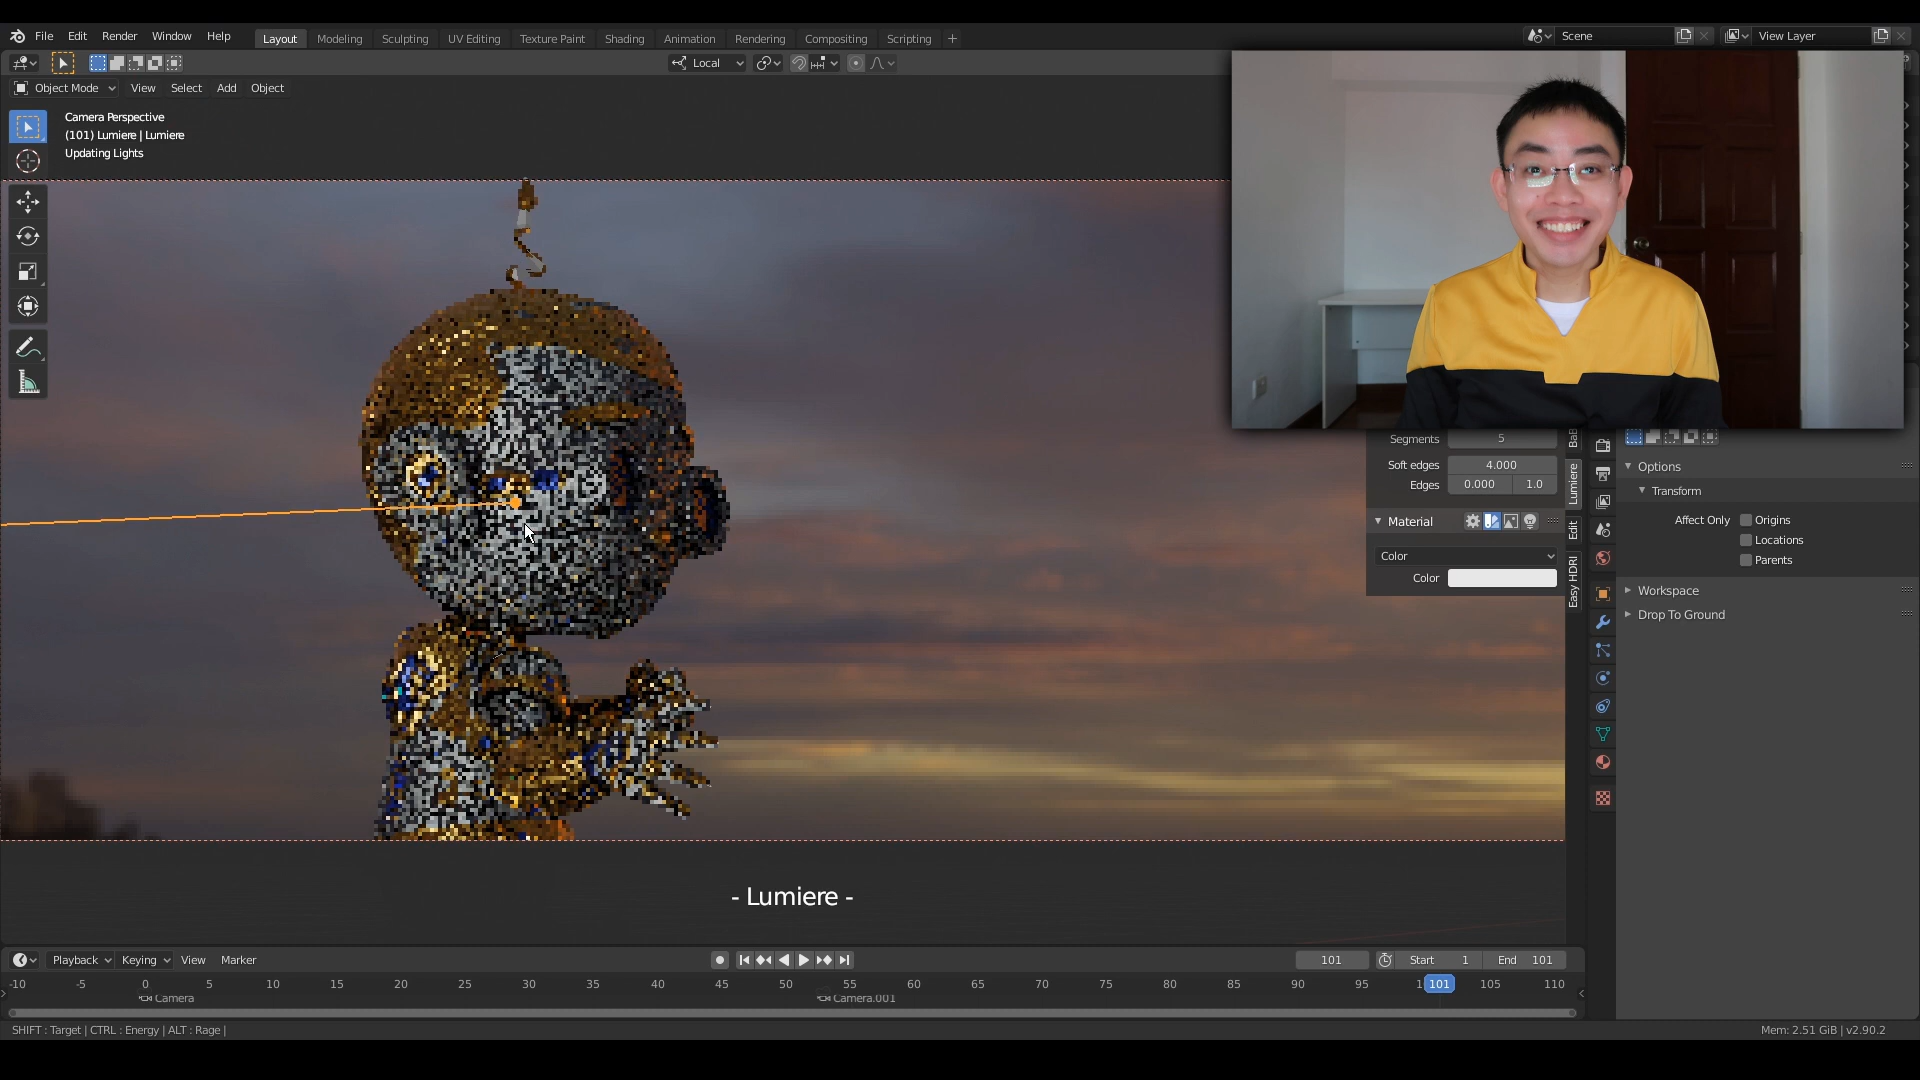 File Edit Render Window Help Layout Modeling Sculpting UV Editing Texture Paint Shading Animation Rendering Compositing Scripting + Scene View Layer
Local
Object Mode View Select Add Object
Camera Perspective
(101) Lumiere | Lumiere
Updating Lights
Segments 5
Soft edges 4.000
Edges 0.000 1.0
Material
Color
Color
Lumiere
Edit
Easy HDRI
Options
Transform
Affect Only Origins
Locations
Parents
Workspace
Drop To Ground
- Lumiere -
Playback Keying View Marker 101 Start 1 End 101
-10 -5 0 5 10 15 20 25 30 35 40 45 50 55 60 65 70 75 80 85 90 95 101 105 110
Camera Camera.001
SHIFT : Target | CTRL : Energy | ALT : Rage | Mem: 2.51 GiB | v2.90.2